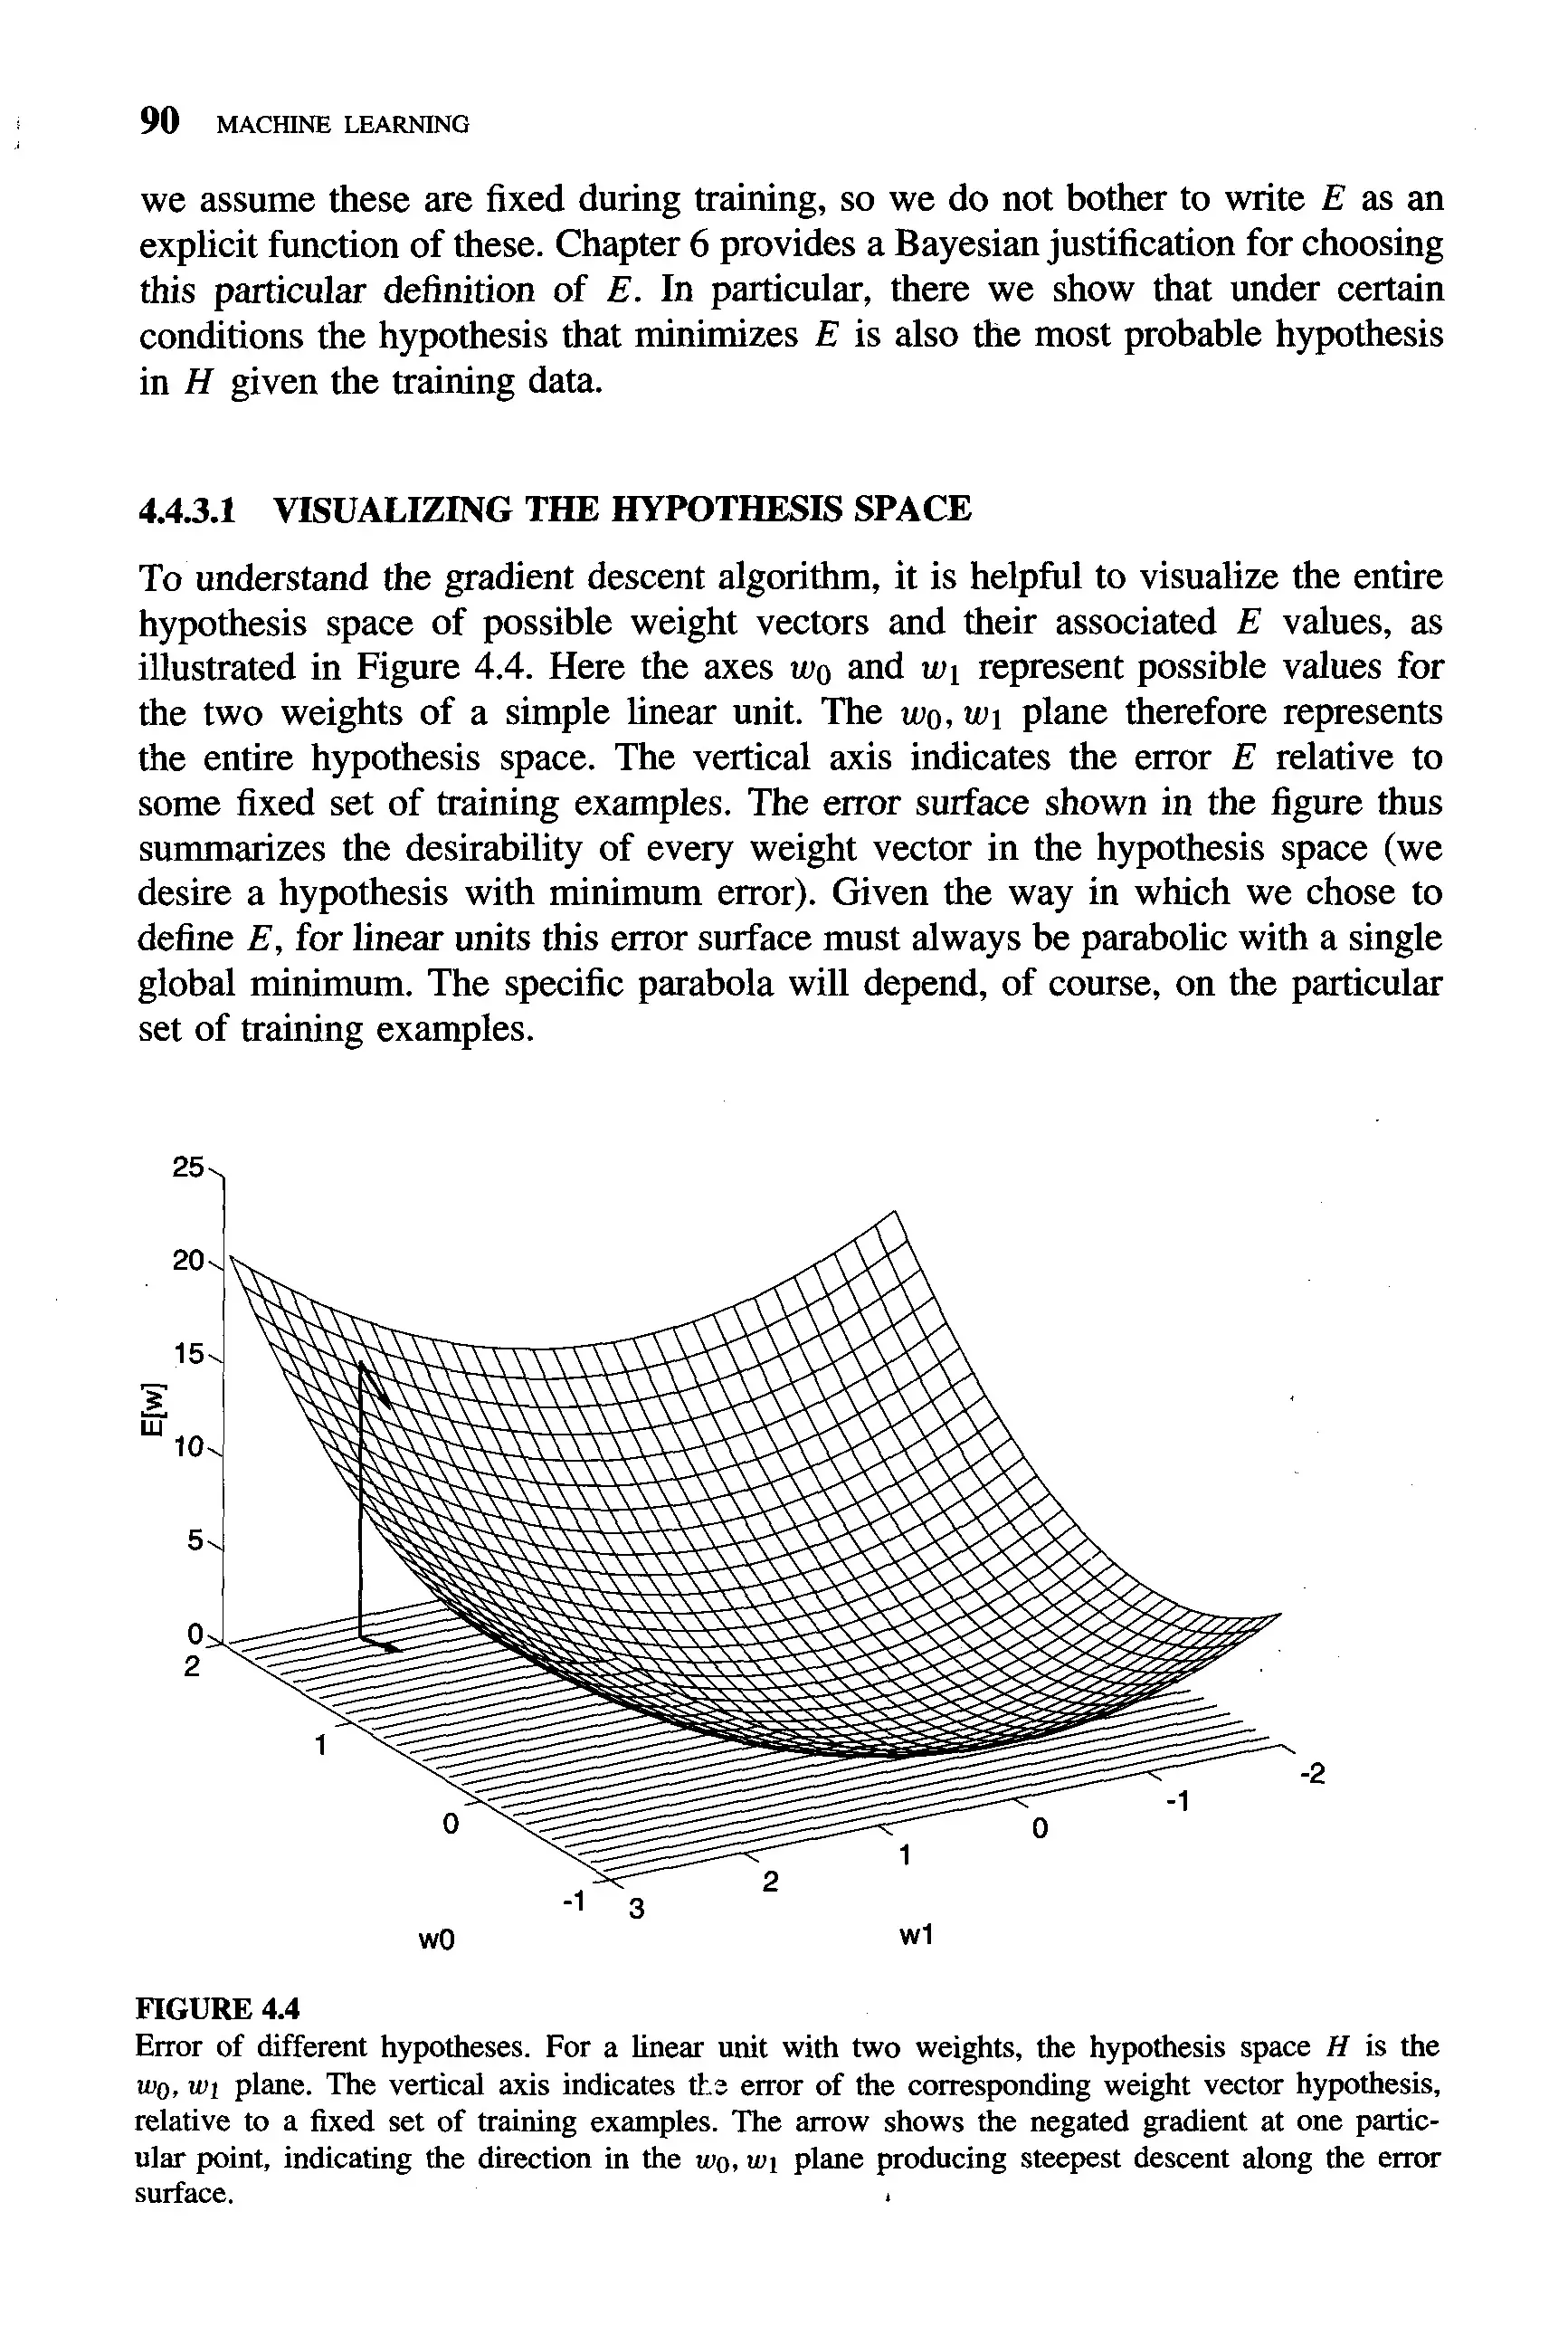 90 MACHINE LEARNING
we assume these are fixed during training, so we do not bother to write E as an
explicit function of these. Chapter 6 provides a Bayesian justification for choosing
this particular definition of E. In particular, there we show that under certain
conditions the hypothesis that minimizes E is also the most probable hypothesis
in H given the training data.
4.4.3.1 VISUALIZING THE HYPOTHESIS SPACE
To understand the gradient descent algorithm, it is helpful to visualize the entire
hypothesis space of possible weight vectors and their associated E values, as
illustrated in Figure 4.4. Here the axes w₀ and w₁ represent possible values for
the two weights of a simple linear unit. The w₀, w₁ plane therefore represents
the entire hypothesis space. The vertical axis indicates the error E relative to
some fixed set of training examples. The error surface shown in the figure thus
summarizes the desirability of every weight vector in the hypothesis space (we
desire a hypothesis with minimum error). Given the way in which we chose to
define E, for linear units this error surface must always be parabolic with a single
global minimum. The specific parabola will depend, of course, on the particular
set of training examples.
25
20
15
E[w]
10
5
0
2
1
0
-1
3
2
1
0
-1
-2
w0
w1
FIGURE 4.4
Error of different hypotheses. For a linear unit with two weights, the hypothesis space H is the
w₀, w₁ plane. The vertical axis indicates the error of the corresponding weight vector hypothesis,
relative to a fixed set of training examples. The arrow shows the negated gradient at one partic-
ular point, indicating the direction in the w₀, w₁ plane producing steepest descent along the error
surface.